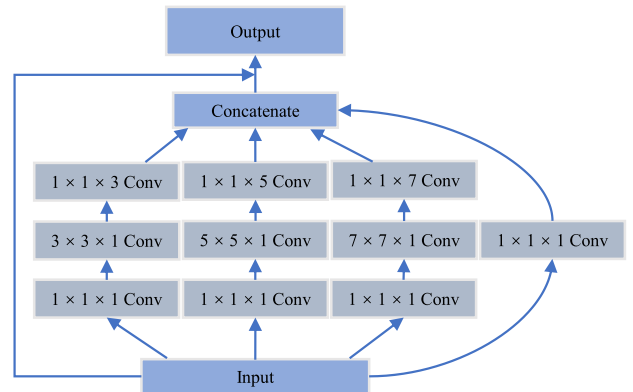 Output
Concatenate
1 × 1 × 3 Conv
1 × 1 × 5 Conv
1 × 1 × 7 Conv
3 × 3 × 1 Conv
5 × 5 × 1 Conv
7 × 7 × 1 Conv
1 × 1 × 1 Conv
1 × 1 × 1 Conv
1 × 1 × 1 Conv
1 × 1 × 1 Conv
Input